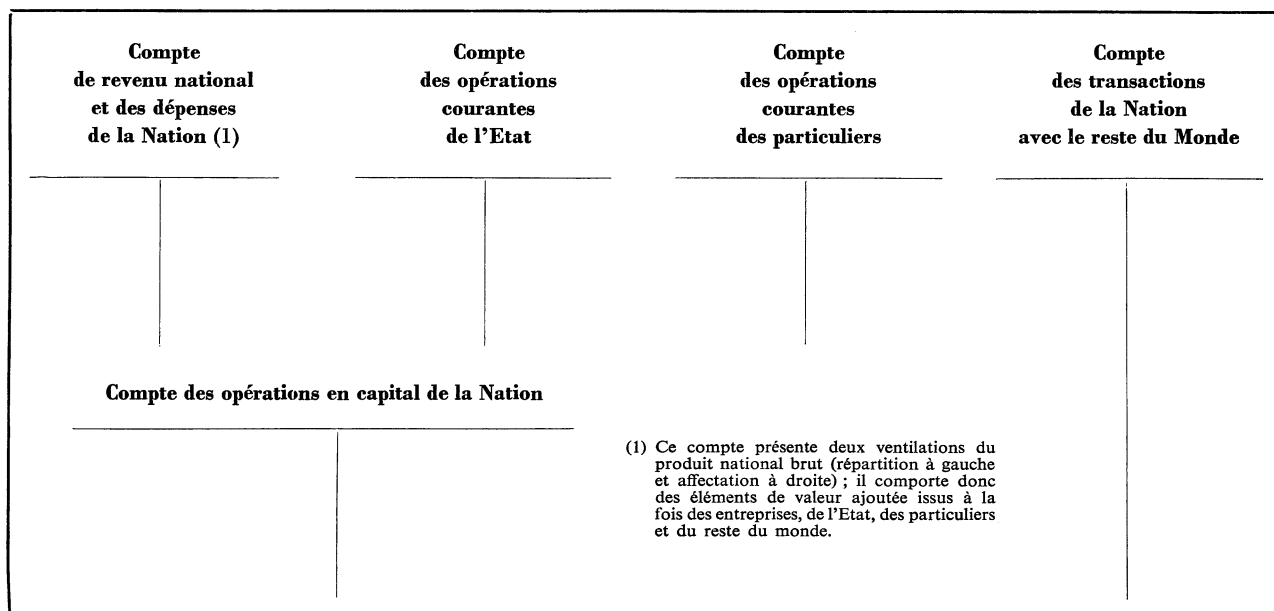 Compte
de revenu national
et des dépenses
de la Nation (1)
Compte
des opérations
courantes
de l'Etat
Compte
des opérations
courantes
des particuliers
Compte
des transactions
de la Nation
avec le reste du Monde
Compte des opérations en capital de la Nation
(1) Ce compte présente deux ventilations du
produit national brut (répartition à gauche
et affectation à droite) ; il comporte donc
des éléments de valeur ajoutée issus à la
fois des entreprises, de l'Etat, des particuliers
et du reste du monde.